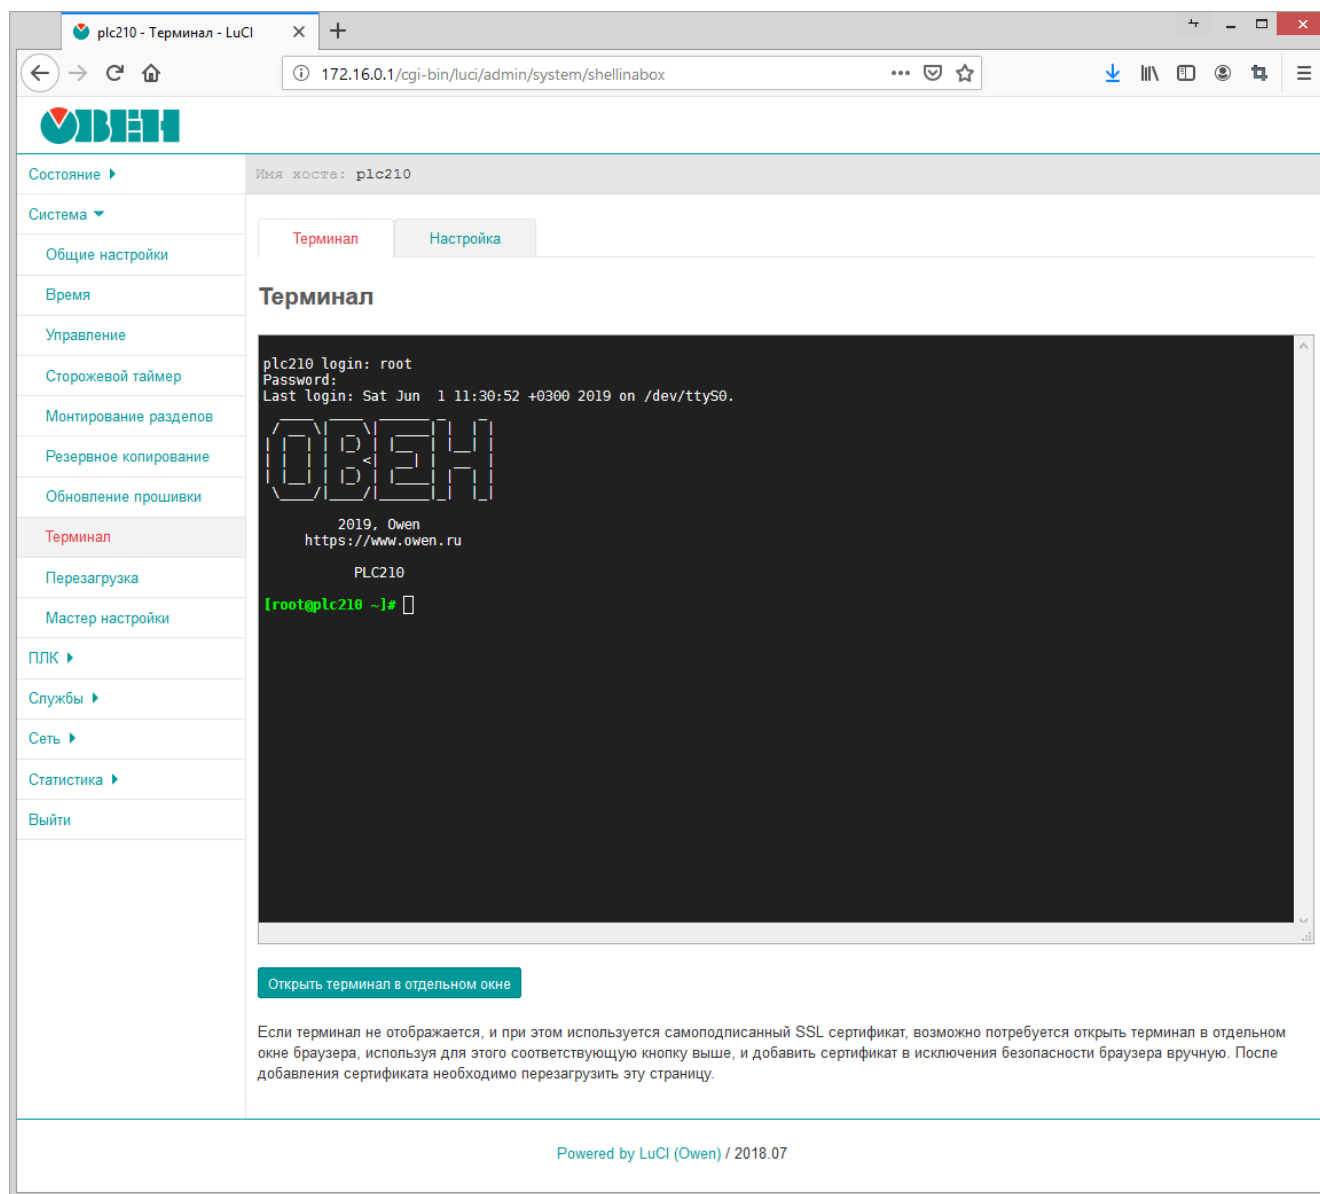 plc210 - Терминал - LuCI
172.16.0.1/cgi-bin/luci/admin/system/shellinabox
ОВЕН
Имя хоста: plc210
Состояние
Система
Общие настройки
Время
Управление
Сторожевой таймер
Монтирование разделов
Резервное копирование
Обновление прошивки
Терминал
Перезагрузка
Мастер настройки
ПЛК
Службы
Сеть
Статистика
Выйти
Терминал
Настройка
Терминал
plc210 login: root
Password:
Last login: Sat Jun  1 11:30:52 +0300 2019 on /dev/ttyS0.
ОВЕН
2019, Owen
https://www.owen.ru
PLC210
[root@plc210 ~]#
Открыть терминал в отдельном окне
Если терминал не отображается, и при этом используется самоподписанный SSL сертификат, возможно потребуется открыть терминал в отдельном
окне браузера, используя для этого соответствующую кнопку выше, и добавить сертификат в исключения безопасности браузера вручную. После
добавления сертификата необходимо перезагрузить эту страницу.
Powered by LuCI (Owen) / 2018.07